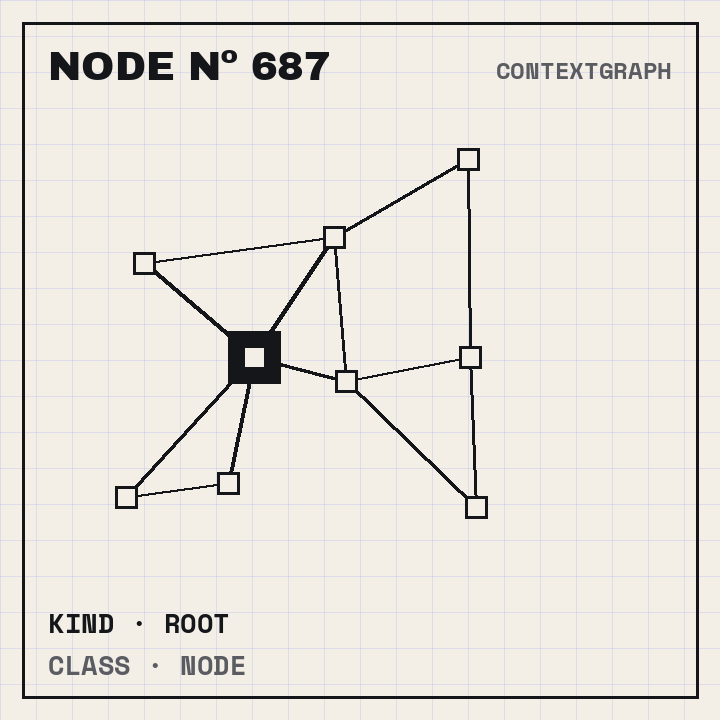 NODE Nº 687
CONTEXTGRAPH
KIND · ROOT
CLASS · NODE